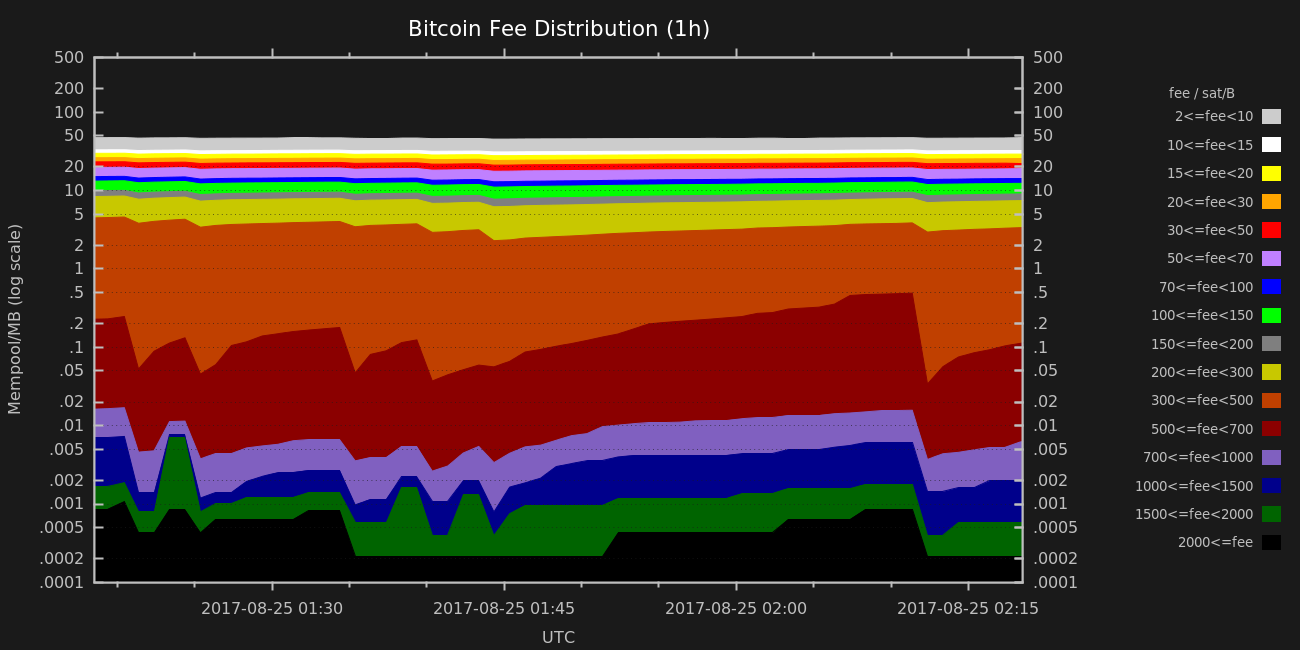 Bitcoin Fee Distribution (1h)
500
200
100
50
20
10
5
2
1
.5
.2
.1
.05
.02
.01
.005
.002
.001
.0005
.0002
.0001
Mempool/MB (log scale)
500
200
100
50
20
10
5
2
1
.5
.2
.1
.05
.02
.01
.005
.002
.001
.0005
.0002
.0001
2017-08-25 01:30
2017-08-25 01:45
2017-08-25 02:00
2017-08-25 02:15
UTC
fee / sat/B
2<=fee<10
10<=fee<15
15<=fee<20
20<=fee<30
30<=fee<50
50<=fee<70
70<=fee<100
100<=fee<150
150<=fee<200
200<=fee<300
300<=fee<500
500<=fee<700
700<=fee<1000
1000<=fee<1500
1500<=fee<2000
2000<=fee